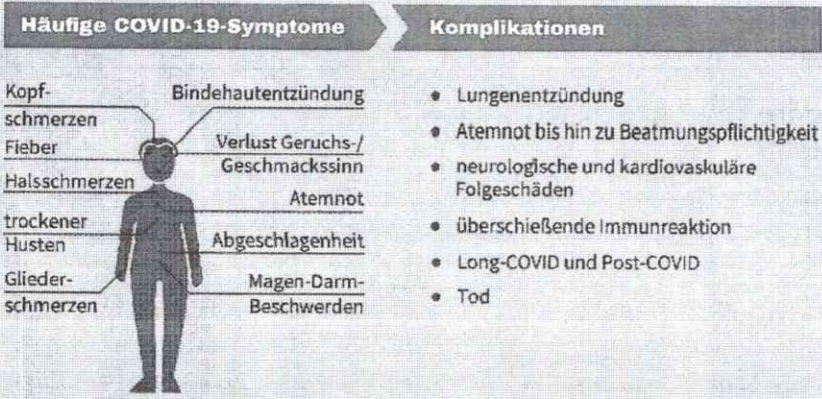 Häufige COVID-19-Symptome
Kopf-
schmerzen
Fieber
Halsschmerzen
trockener
Husten
Glieder-
schmerzen
Bindehautentzündung
Verlust Geruchs-/
Geschmackssinn
Atemnot
Abgeschlagenheit
Magen-Darm-
Beschwerden
Komplikationen
• Lungenentzündung
• Atemnot bis hin zu Beatmungspflichtigkeit
• neurologische und kardiovaskuläre
Folgeschäden
• überschießende Immunreaktion
• Long-COVID und Post-COVID
• Tod